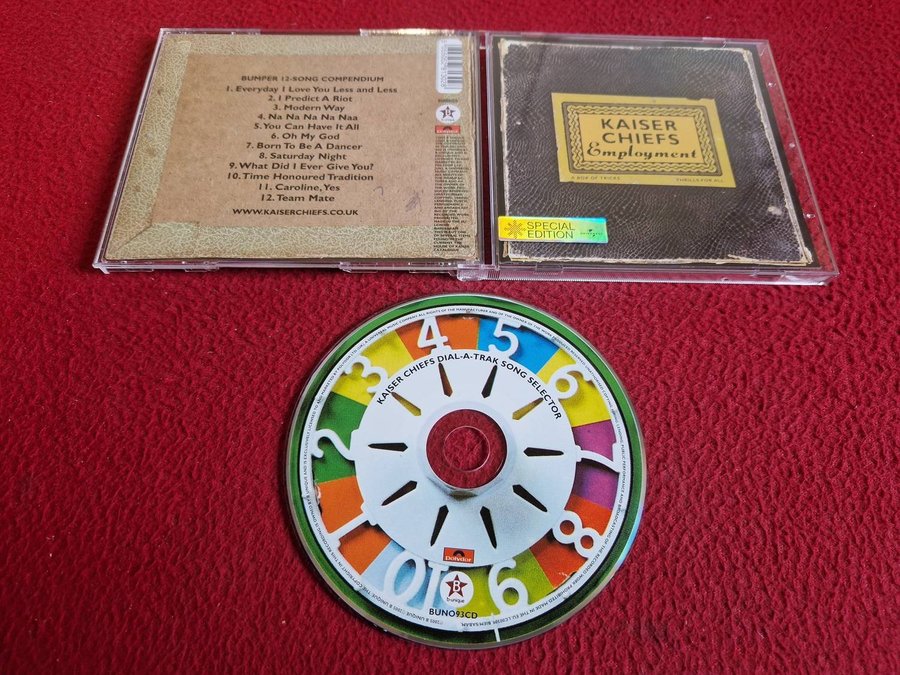 BUMPER 12-SONG COMPENDIUM
1. Everyday I Love You Less and Less
2. I Predict A Riot
3. Modern Way
4. Na Na Na Na Naa
5. You Can Have It All
6. Oh My God
7. Born To Be A Dancer
8. Saturday Night
9. What Did I Ever Give You?
10. Time Honoured Tradition
11. Caroline, Yes
12. Team Mate
WWW.KAISERCHIEFS.CO.UK
KAISER
CHIEFS
Employment
A BOX OF TRICKS THRILLS FOR ALL
SPECIAL
EDITION
KAISER CHIEFS DIAL-A-TRAK SONG SELECTOR
1
2
3
4
5
6
7
8
9
10
Polydor
B
b-unique
BUNO93CD